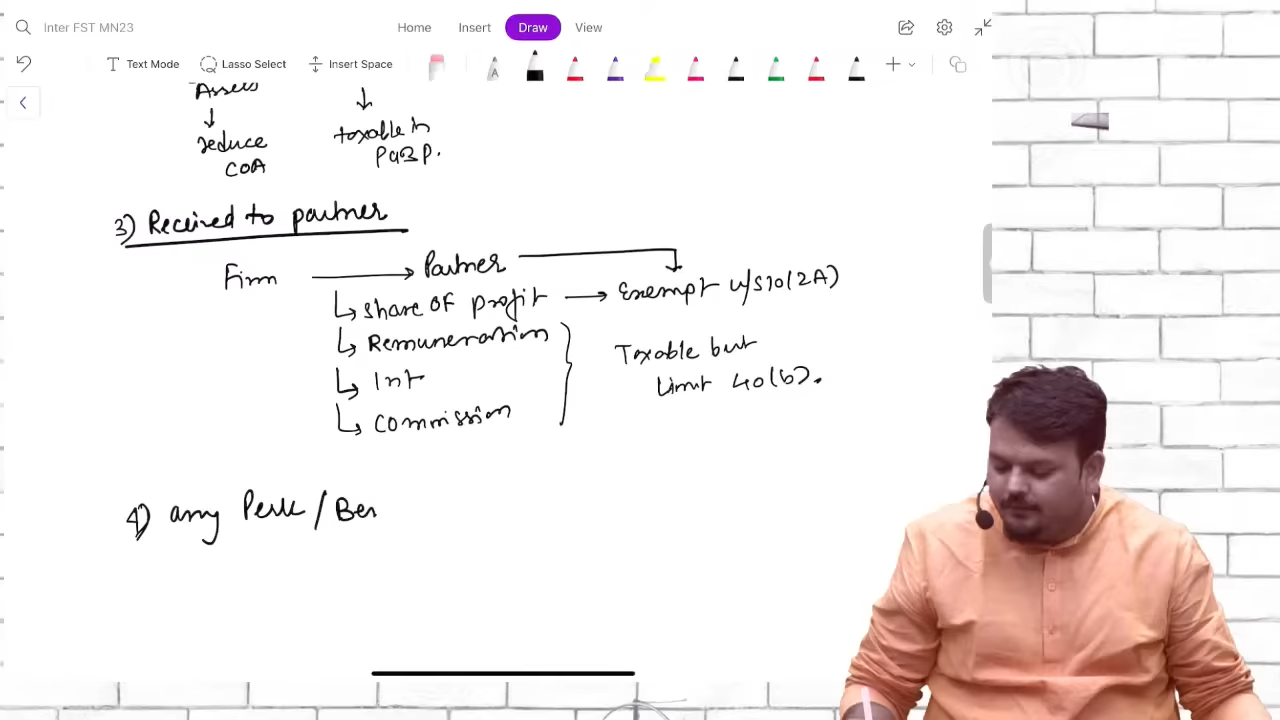 Inter FST MN23
Home Insert Draw View
Text Mode Lasso Select Insert Space
A
Assets
↓ ↓
reduce taxable in
COA PGBP.
3) Received to partner
Firm → Partner
↳ Share of profit → Exempt u/s 10(2A)
↳ Remuneration
↳ Int
↳ Commission
Taxable but
Limit 40(b).
4) any Perk / Ben